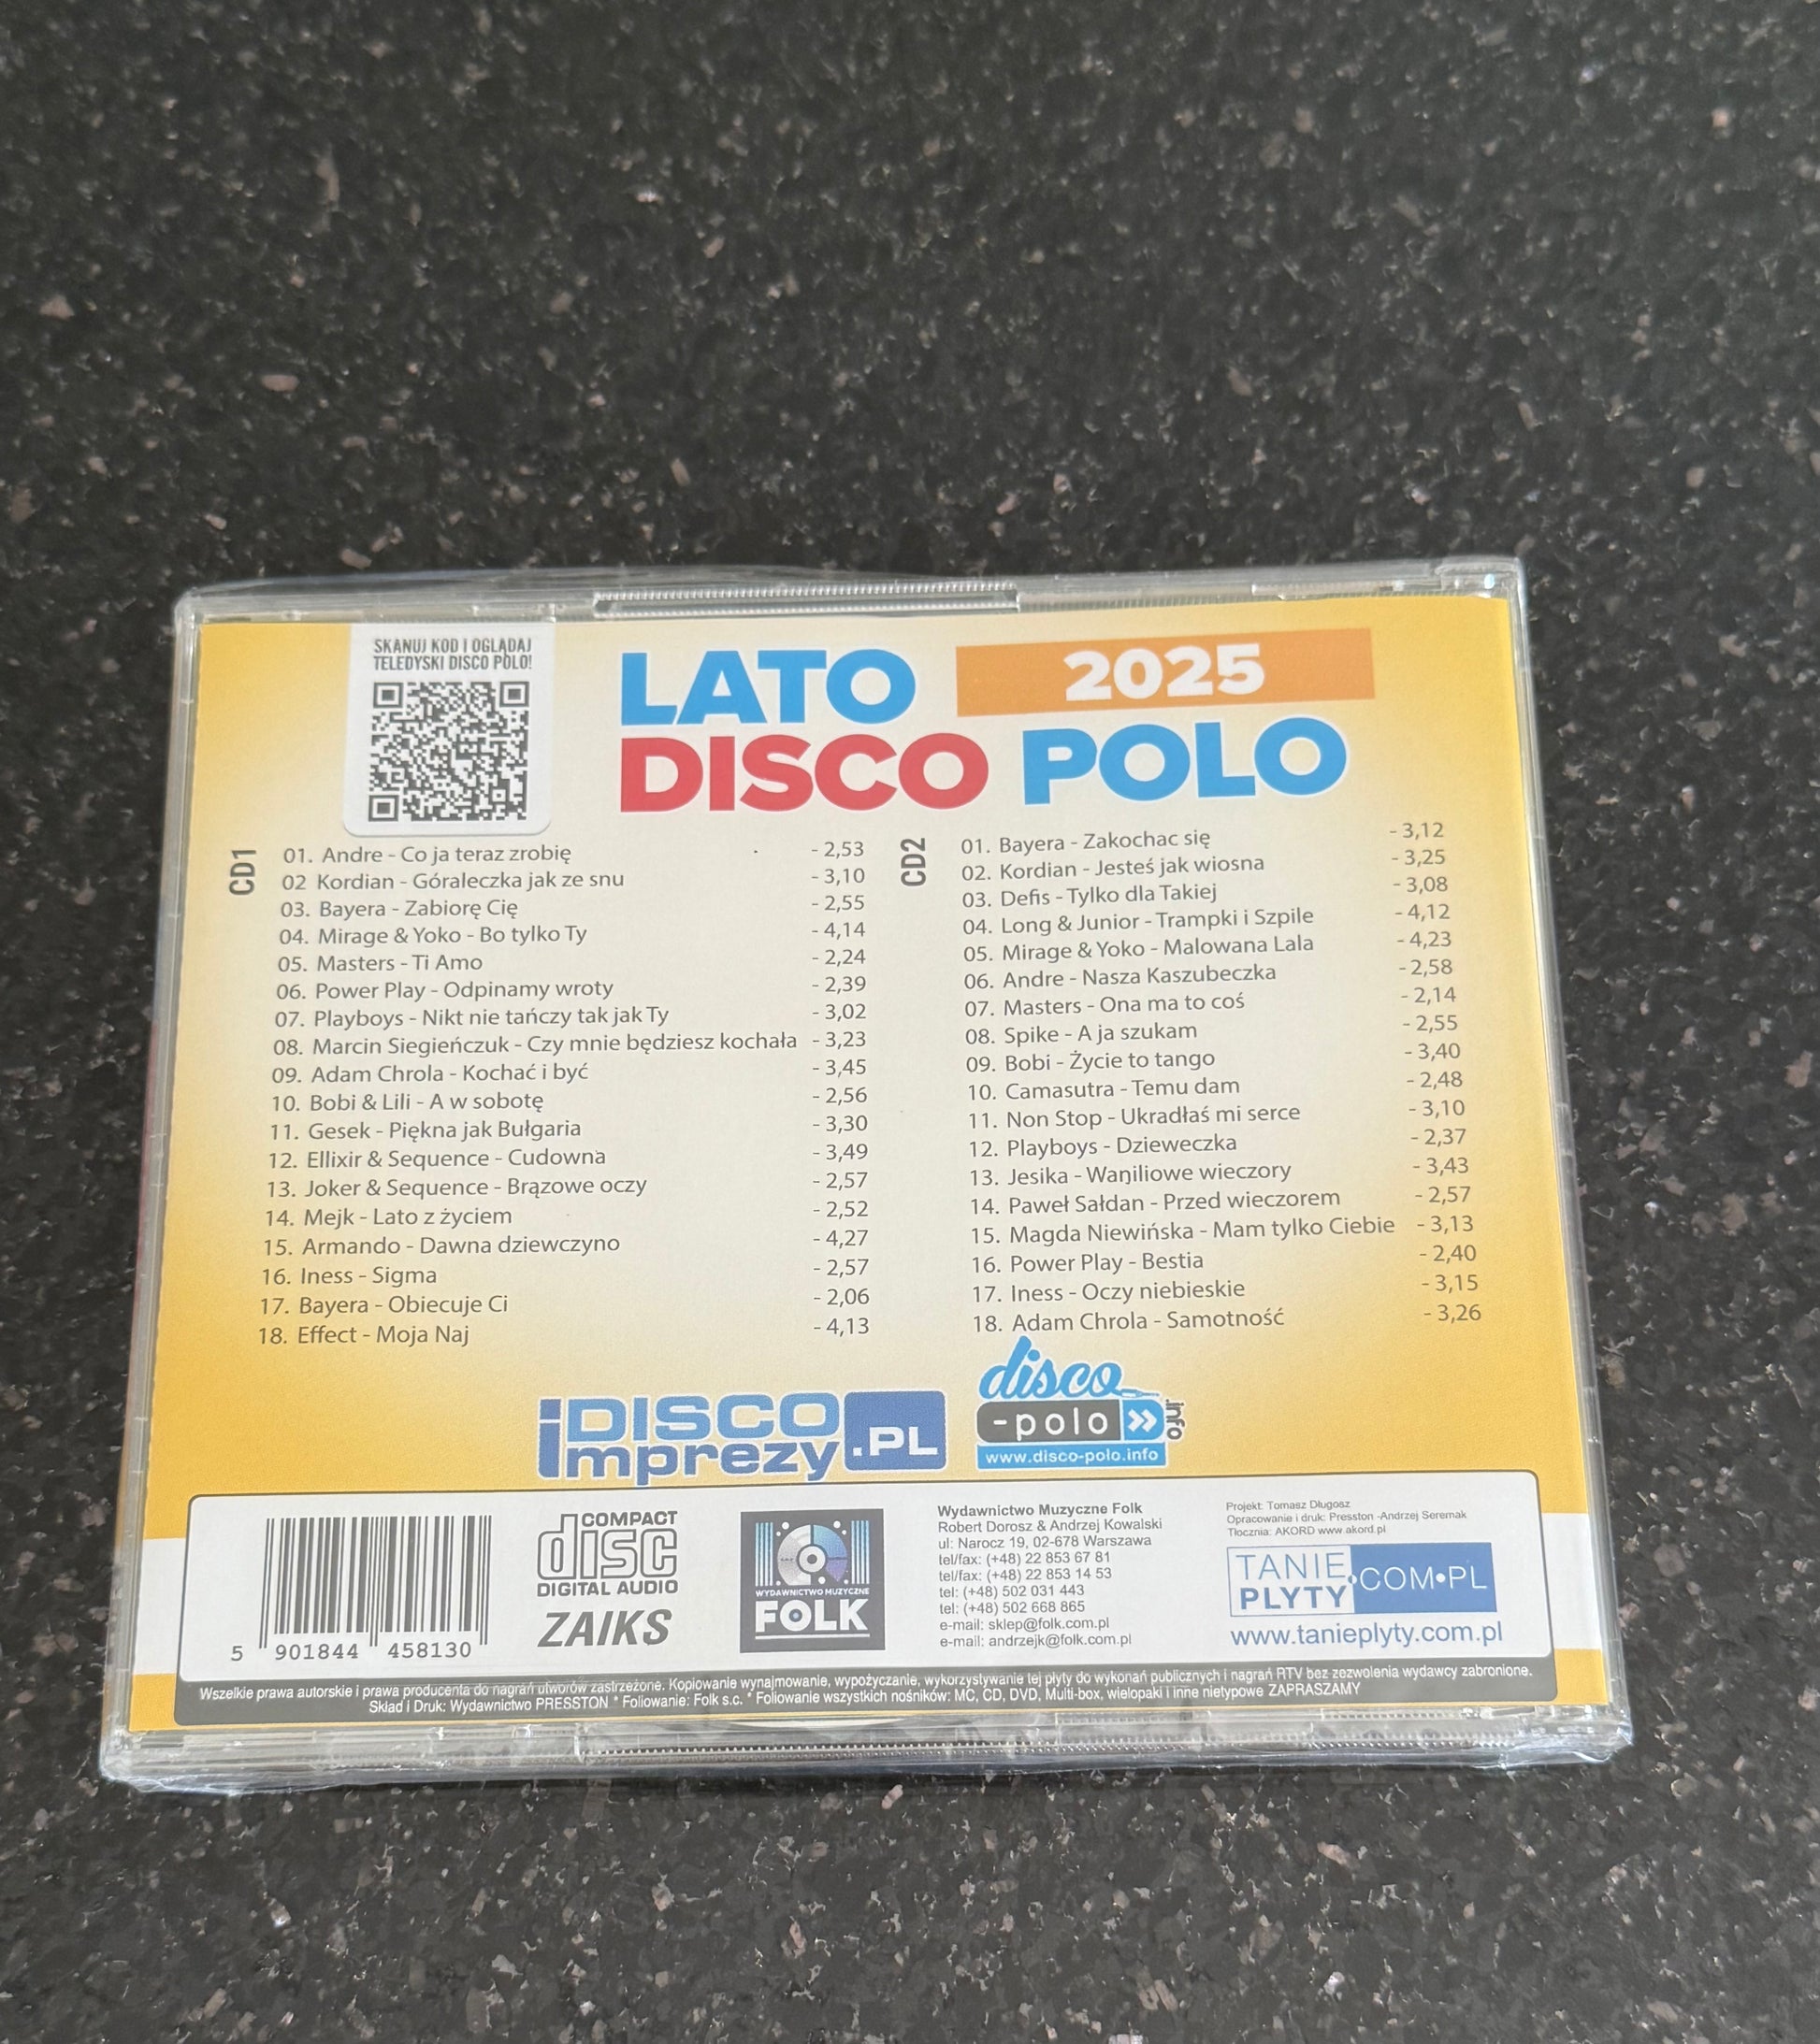 SKANUJ KOD I OGLĄDAJ
TELEDYSKI DISCO POLO!
LATO 2025
DISCO POLO
CD1
01. Andre - Co ja teraz zrobię - 2,53
02 Kordian - Góraleczka jak ze snu - 3,10
03. Bayera - Zabiorę Cię - 2,55
04. Mirage & Yoko - Bo tylko Ty - 4,14
05. Masters - Ti Amo - 2,24
06. Power Play - Odpinamy wroty - 2,39
07. Playboys - Nikt nie tańczy tak jak Ty - 3,02
08. Marcin Siegieńczuk - Czy mnie będziesz kochała - 3,23
09. Adam Chrola - Kochać i być - 3,45
10. Bobi & Lili - A w sobotę - 2,56
11. Gesek - Piękna jak Bułgaria - 3,30
12. Ellixir & Sequence - Cudowna - 3,49
13. Joker & Sequence - Brązowe oczy - 2,57
14. Mejk - Lato z życiem - 2,52
15. Armando - Dawna dziewczyno - 4,27
16. Iness - Sigma - 2,57
17. Bayera - Obiecuje Ci - 2,06
18. Effect - Moja Naj - 4,13
CD2
01. Bayera - Zakochac się - 3,12
02. Kordian - Jesteś jak wiosna - 3,25
03. Defis - Tylko dla Takiej - 3,08
04. Long & Junior - Trampki i Szpile - 4,12
05. Mirage & Yoko - Malowana Lala - 4,23
06. Andre - Nasza Kaszubeczka - 2,58
07. Masters - Ona ma to coś - 2,14
08. Spike - A ja szukam - 2,55
09. Bobi - Życie to tango - 3,40
10. Camasutra - Temu dam - 2,48
11. Non Stop - Ukradłaś mi serce - 3,10
12. Playboys - Dzieweczka - 2,37
13. Jesika - Waniliowe wieczory - 3,43
14. Paweł Sałdan - Przed wieczorem - 2,57
15. Magda Niewińska - Mam tylko Ciebie - 3,13
16. Power Play - Bestia - 2,40
17. Iness - Oczy niebieskie - 3,15
18. Adam Chrola - Samotność - 3,26
DISCO
imprezy.PL
disco
-polo
.info
www.disco-polo.info
5 901844 458130
COMPACT
disc
DIGITAL AUDIO
ZAIKS
WYDAWNICTWO MUZYCZNE
FOLK
Wydawnictwo Muzyczne Folk
Robert Dorosz & Andrzej Kowalski
ul: Narocz 19, 02-678 Warszawa
tel/fax: (+48) 22 853 67 81
tel/fax: (+48) 22 853 14 53
tel: (+48) 502 031 443
tel: (+48) 502 668 865
e-mail: sklep@folk.com.pl
e-mail: andrzejk@folk.com.pl
Projekt: Tomasz Długosz
Opracowanie i druk: Presston -Andrzej Seremak
Tłocznia: AKORD www akord.pl
TANIE
PLYTY.COM•PL
www.tanieplyty.com.pl
Wszelkie prawa autorskie i prawa producenta do nagrań utworów zastrzeżone. Kopiowanie wynajmowanie, wypożyczanie, wykorzystywanie tej płyty do wykonań publicznych i nagrań RTV bez zezwolenia wydawcy zabronione.
Skład i Druk: Wydawnictwo PRESSTON * Foliowanie: Folk s.c. * Foliowanie wszystkich nośników: MC, CD, DVD, Multi-box, wielopaki i inne nietypowe ZAPRASZAMY